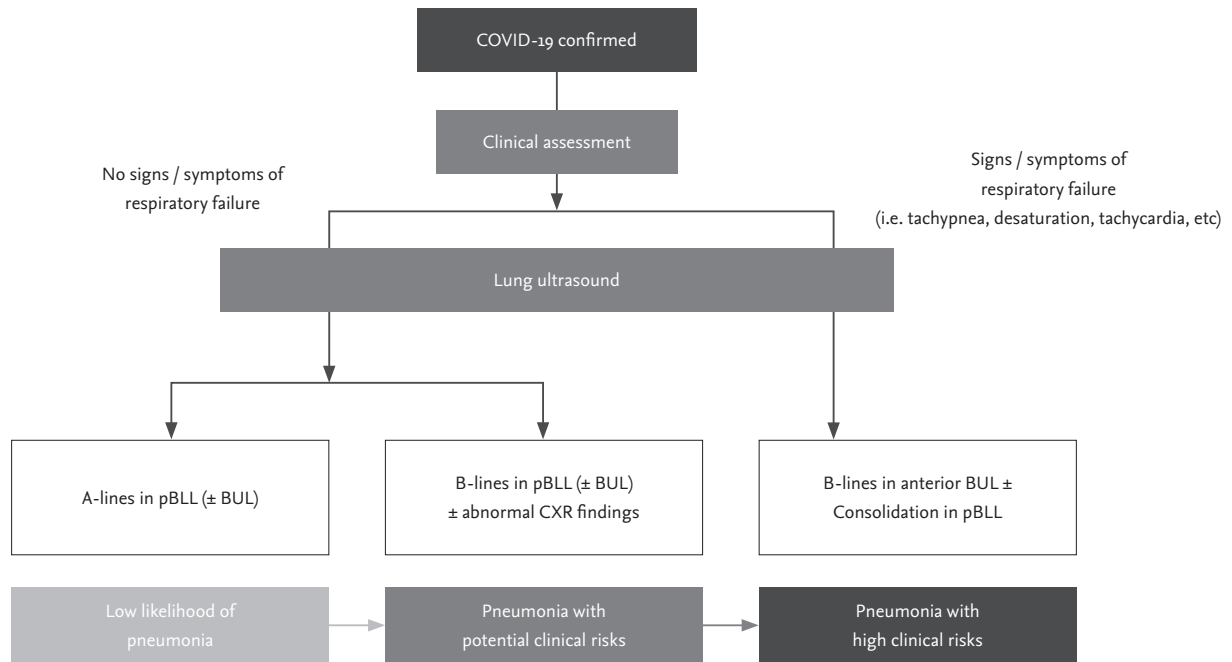 COVID-19 confirmed
Clinical assessment
No signs / symptoms of
respiratory failure
Signs / symptoms of
respiratory failure
(i.e. tachypnea, desaturation, tachycardia, etc)
Lung ultrasound
A-lines in pBLL (± BUL)
B-lines in pBLL (± BUL)
± abnormal CXR findings
B-lines in anterior BUL ±
Consolidation in pBLL
Low likelihood of
pneumonia
Pneumonia with
potential clinical risks
Pneumonia with
high clinical risks